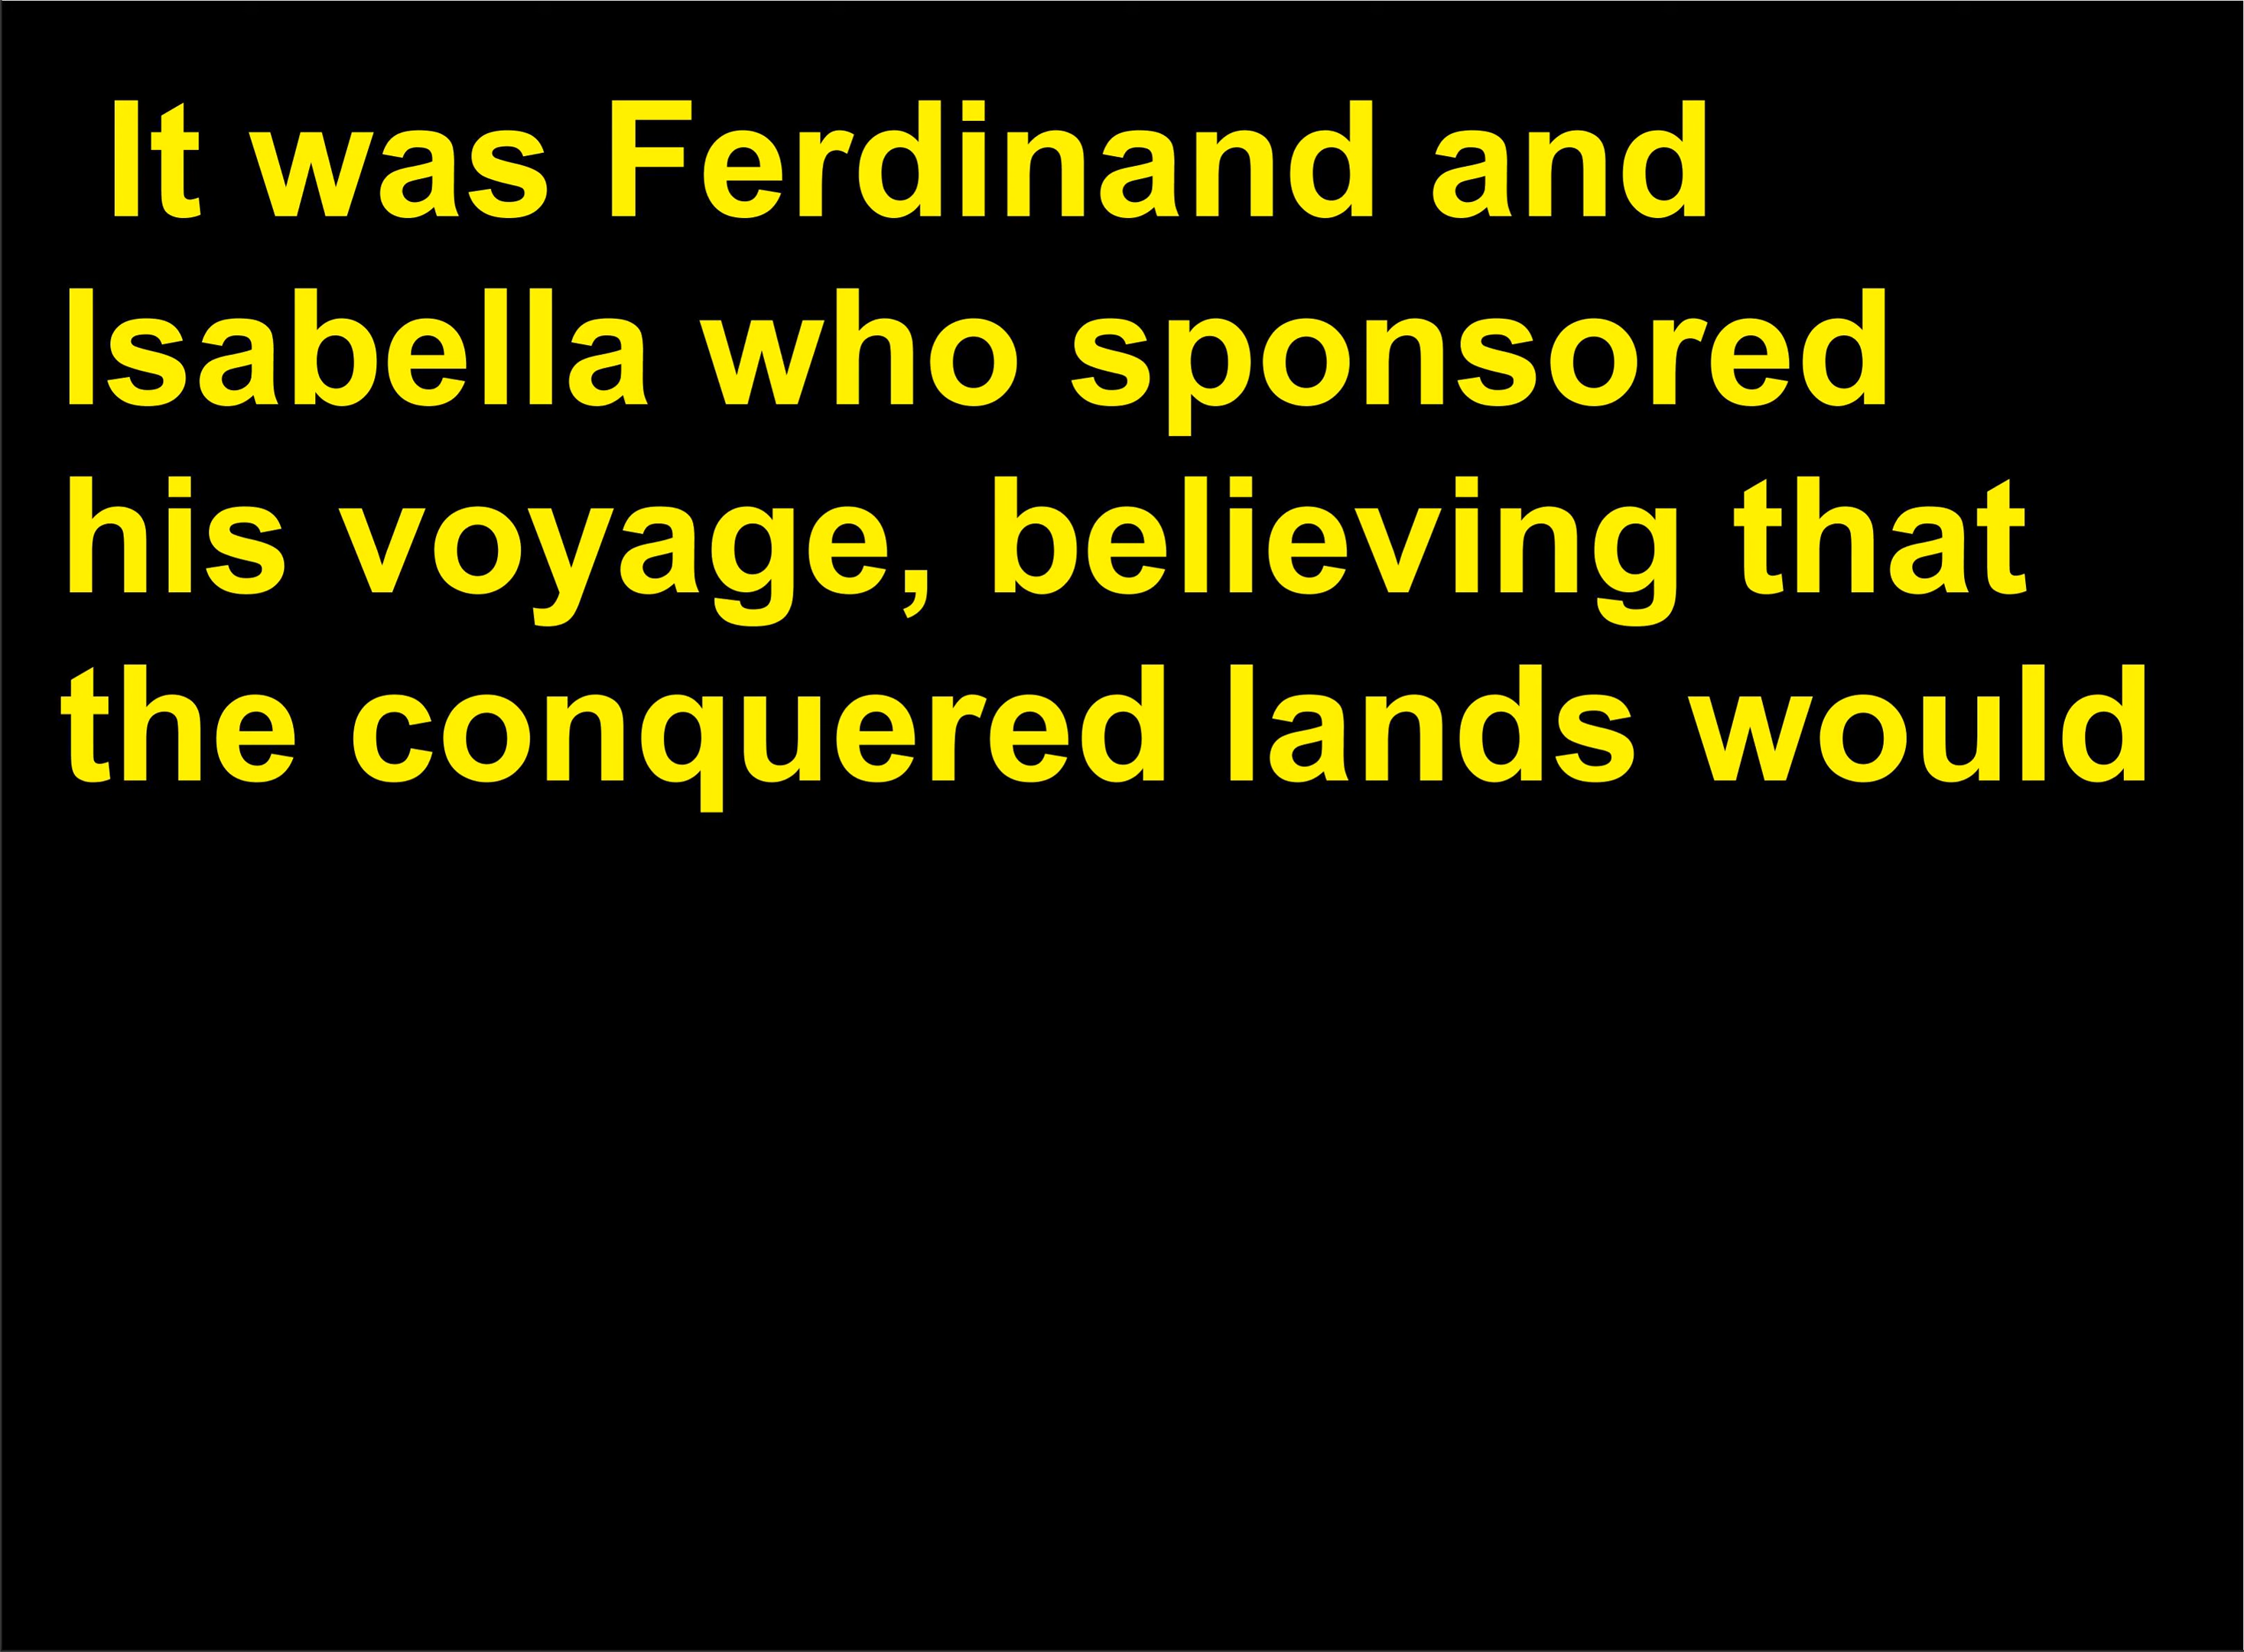 It was Ferdinand and
Isabella who sponsored
his voyage, believing that
the conquered lands would